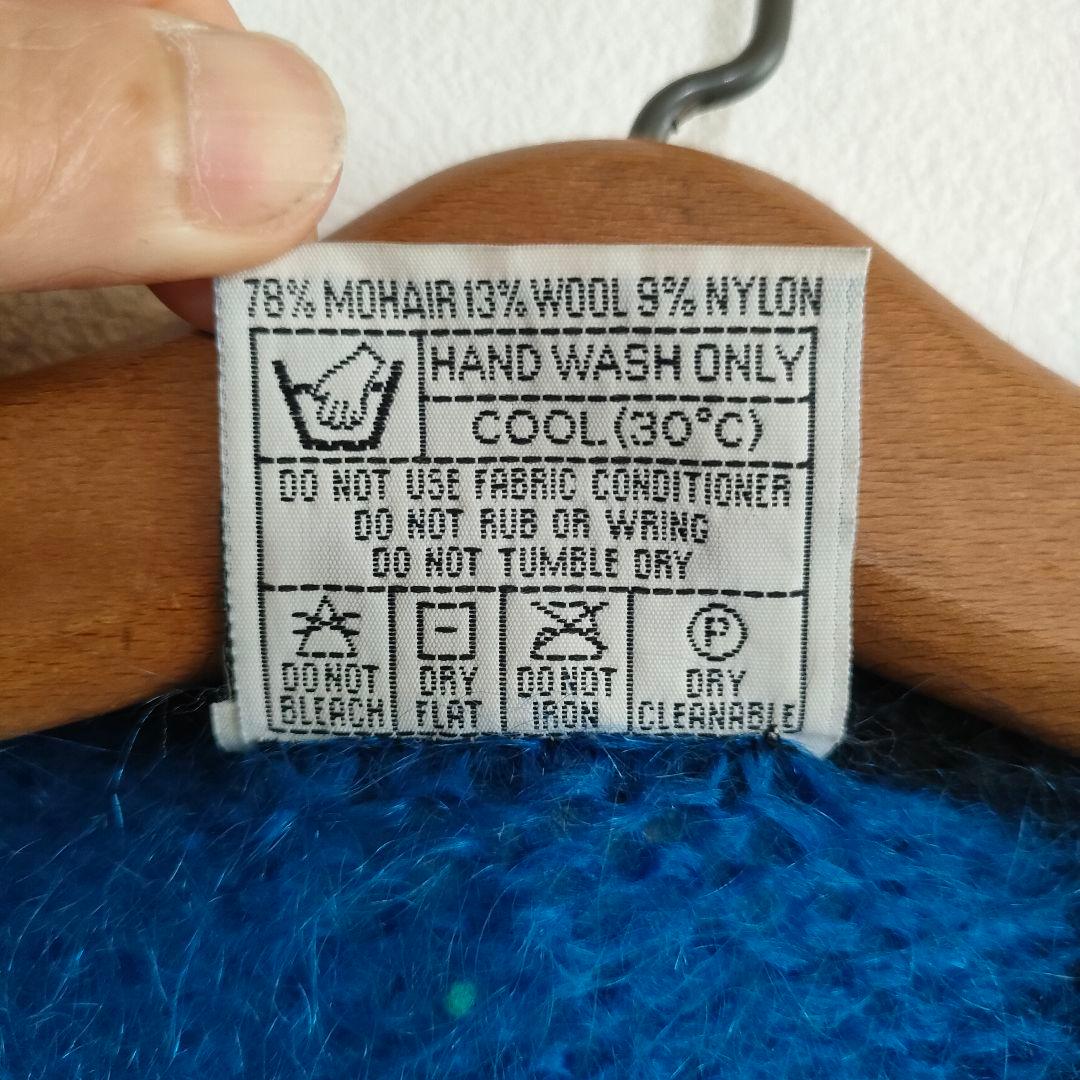 78% MOHAIR 13% WOOL 9% NYLON
HAND WASH ONLY
COOL (30°C)
DO NOT USE FABRIC CONDITIONER
DO NOT RUB OR WRING
DO NOT TUMBLE DRY
P
DO NOT BLEACH
DRY FLAT
DO NOT IRON
DRY CLEANABLE